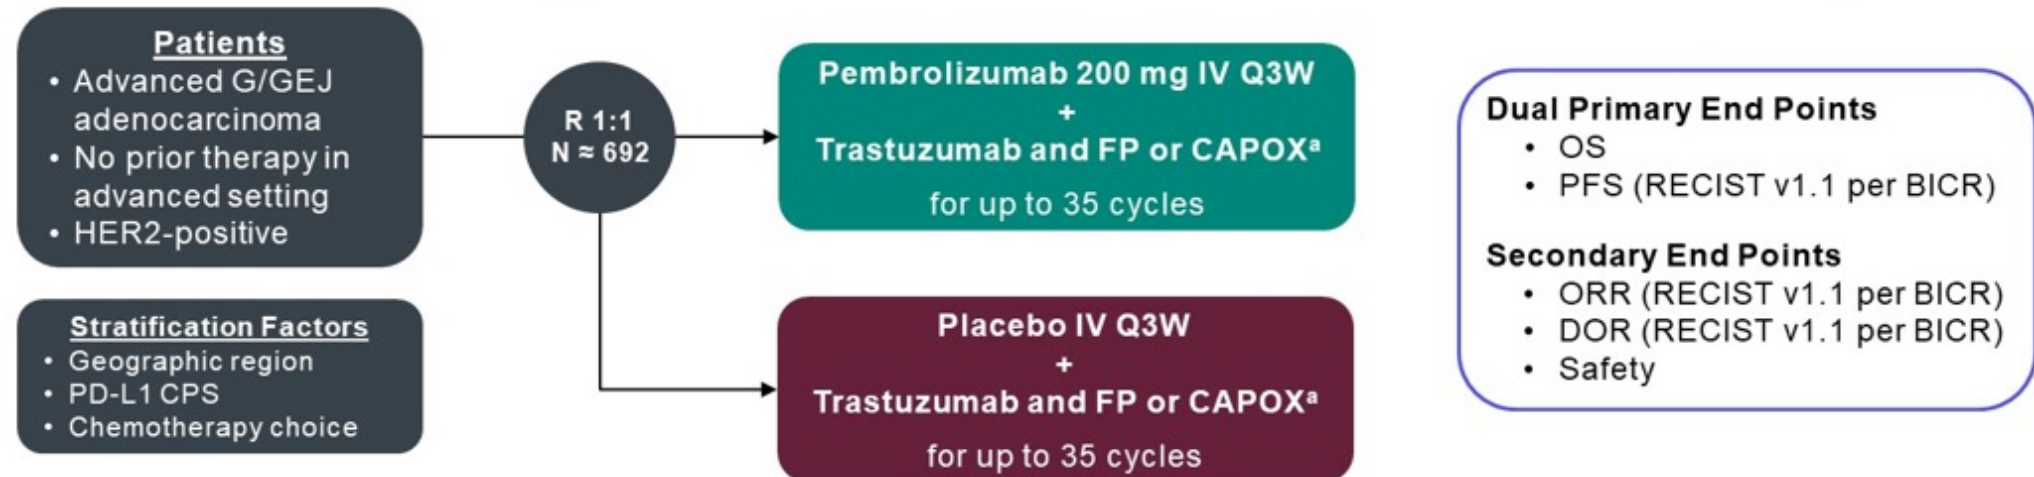 Patients
• Advanced G/GEJ
adenocarcinoma
• No prior therapy in
advanced setting
• HER2-positive
Stratification Factors
• Geographic region
• PD-L1 CPS
• Chemotherapy choice
R 1:1
N ≈ 692
Pembrolizumab 200 mg IV Q3W
+
Trastuzumab and FP or CAPOXᵃ
for up to 35 cycles
Placebo IV Q3W
+
Trastuzumab and FP or CAPOXᵃ
for up to 35 cycles
Dual Primary End Points
• OS
• PFS (RECIST v1.1 per BICR)
Secondary End Points
• ORR (RECIST v1.1 per BICR)
• DOR (RECIST v1.1 per BICR)
• Safety